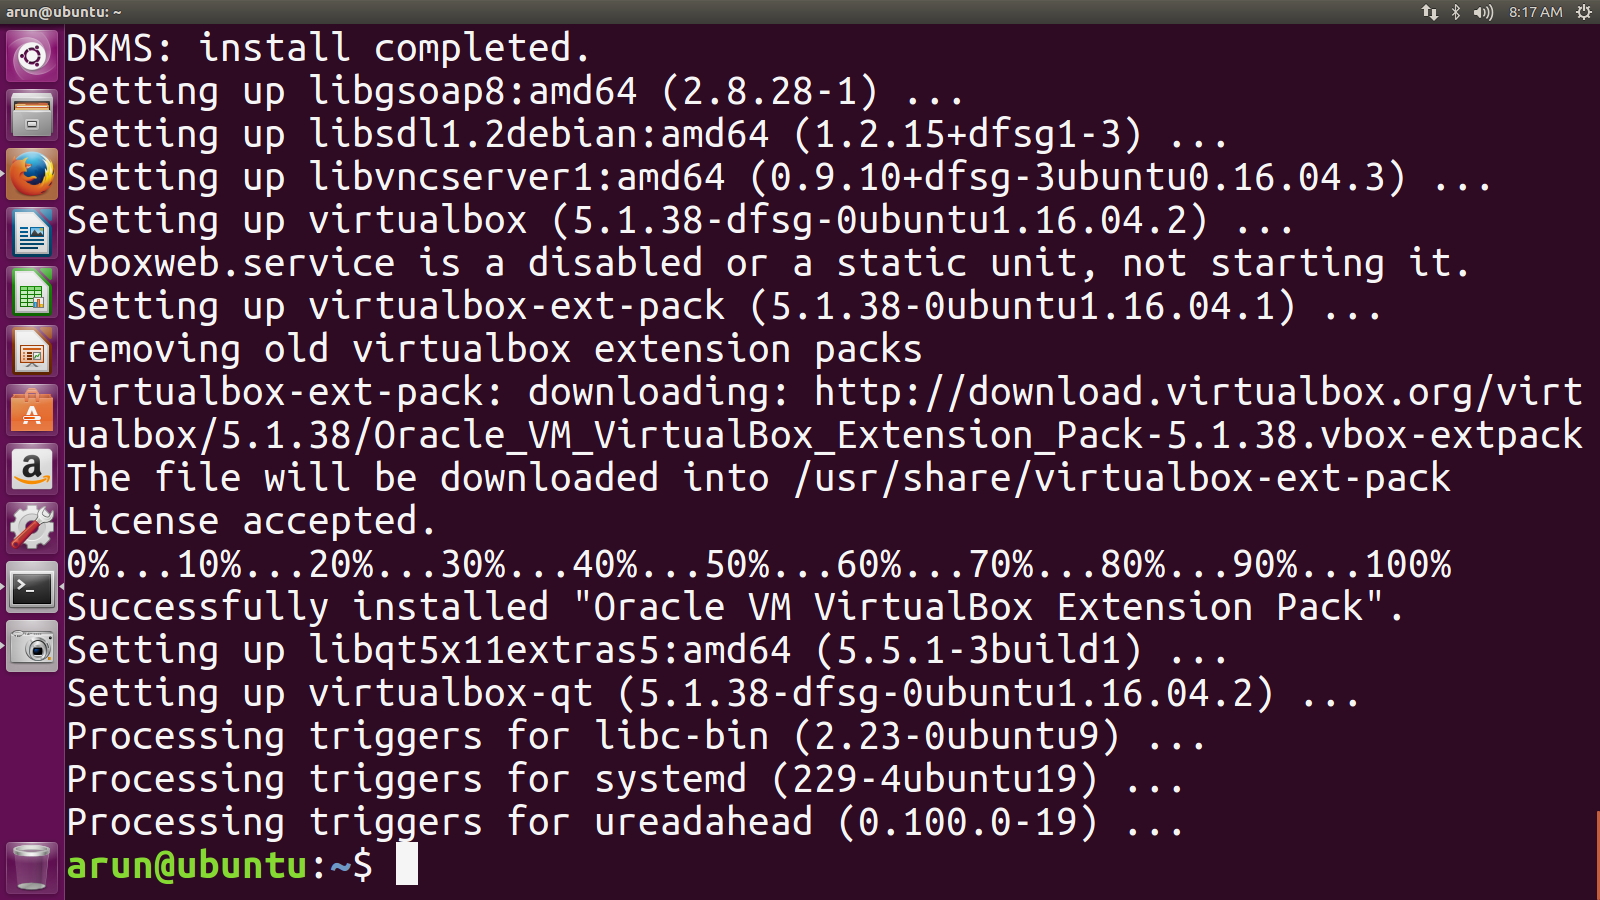 arun@ubuntu: ~
8:17 AM
DKMS: install completed.
Setting up libgsoap8:amd64 (2.8.28-1) ...
Setting up libsdl1.2debian:amd64 (1.2.15+dfsg1-3) ...
Setting up libvncserver1:amd64 (0.9.10+dfsg-3ubuntu0.16.04.3) ...
Setting up virtualbox (5.1.38-dfsg-0ubuntu1.16.04.2) ...
vboxweb.service is a disabled or a static unit, not starting it.
Setting up virtualbox-ext-pack (5.1.38-0ubuntu1.16.04.1) ...
removing old virtualbox extension packs
virtualbox-ext-pack: downloading: http://download.virtualbox.org/virt
ualbox/5.1.38/Oracle_VM_VirtualBox_Extension_Pack-5.1.38.vbox-extpack
The file will be downloaded into /usr/share/virtualbox-ext-pack
License accepted.
0%...10%...20%...30%...40%...50%...60%...70%...80%...90%...100%
Successfully installed "Oracle VM VirtualBox Extension Pack".
Setting up libqt5x11extras5:amd64 (5.5.1-3build1) ...
Setting up virtualbox-qt (5.1.38-dfsg-0ubuntu1.16.04.2) ...
Processing triggers for libc-bin (2.23-0ubuntu9) ...
Processing triggers for systemd (229-4ubuntu19) ...
Processing triggers for ureadahead (0.100.0-19) ...
arun@ubuntu:~$